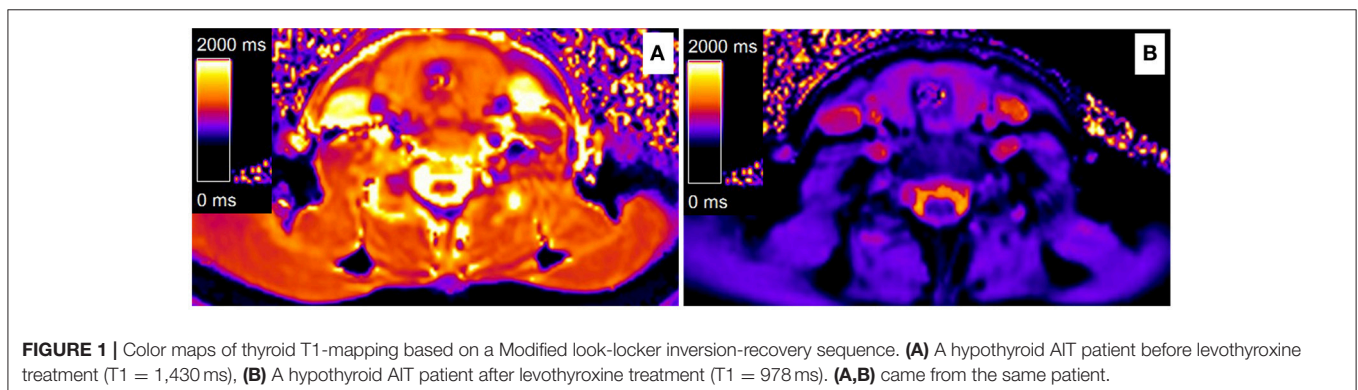 2000 ms
A
0 ms
2000 ms
B
0 ms
FIGURE 1 | Color maps of thyroid T1-mapping based on a Modified look-locker inversion-recovery sequence. (A) A hypothyroid AIT patient before levothyroxine
treatment (T1 = 1,430 ms), (B) A hypothyroid AIT patient after levothyroxine treatment (T1 = 978 ms). (A,B) came from the same patient.